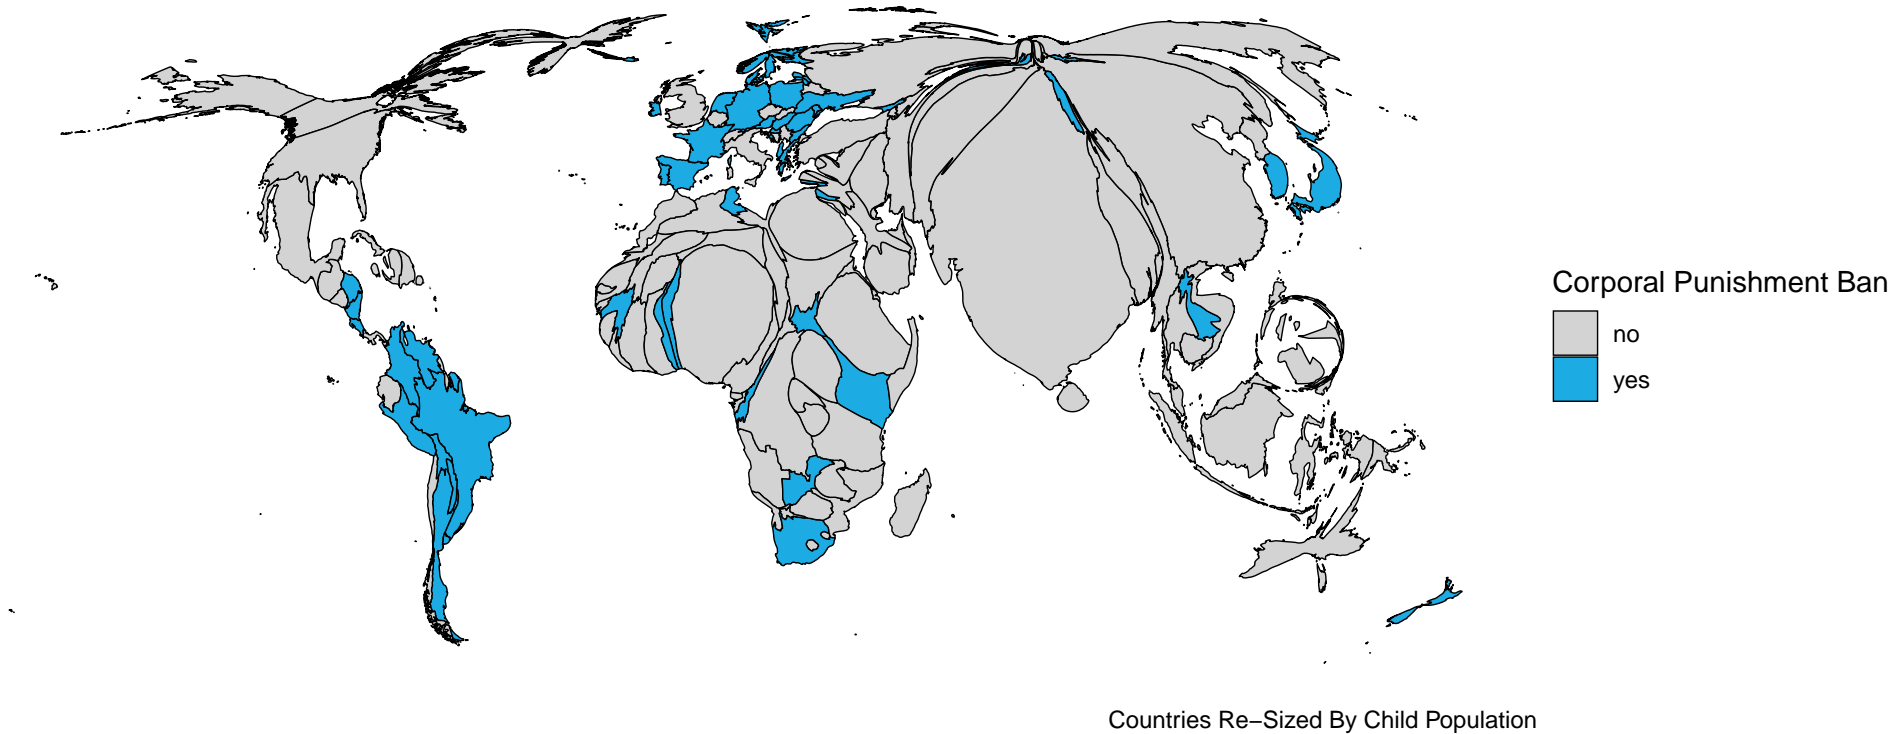 Corporal Punishment Ban
no
yes
Countries Re−Sized By Child Population